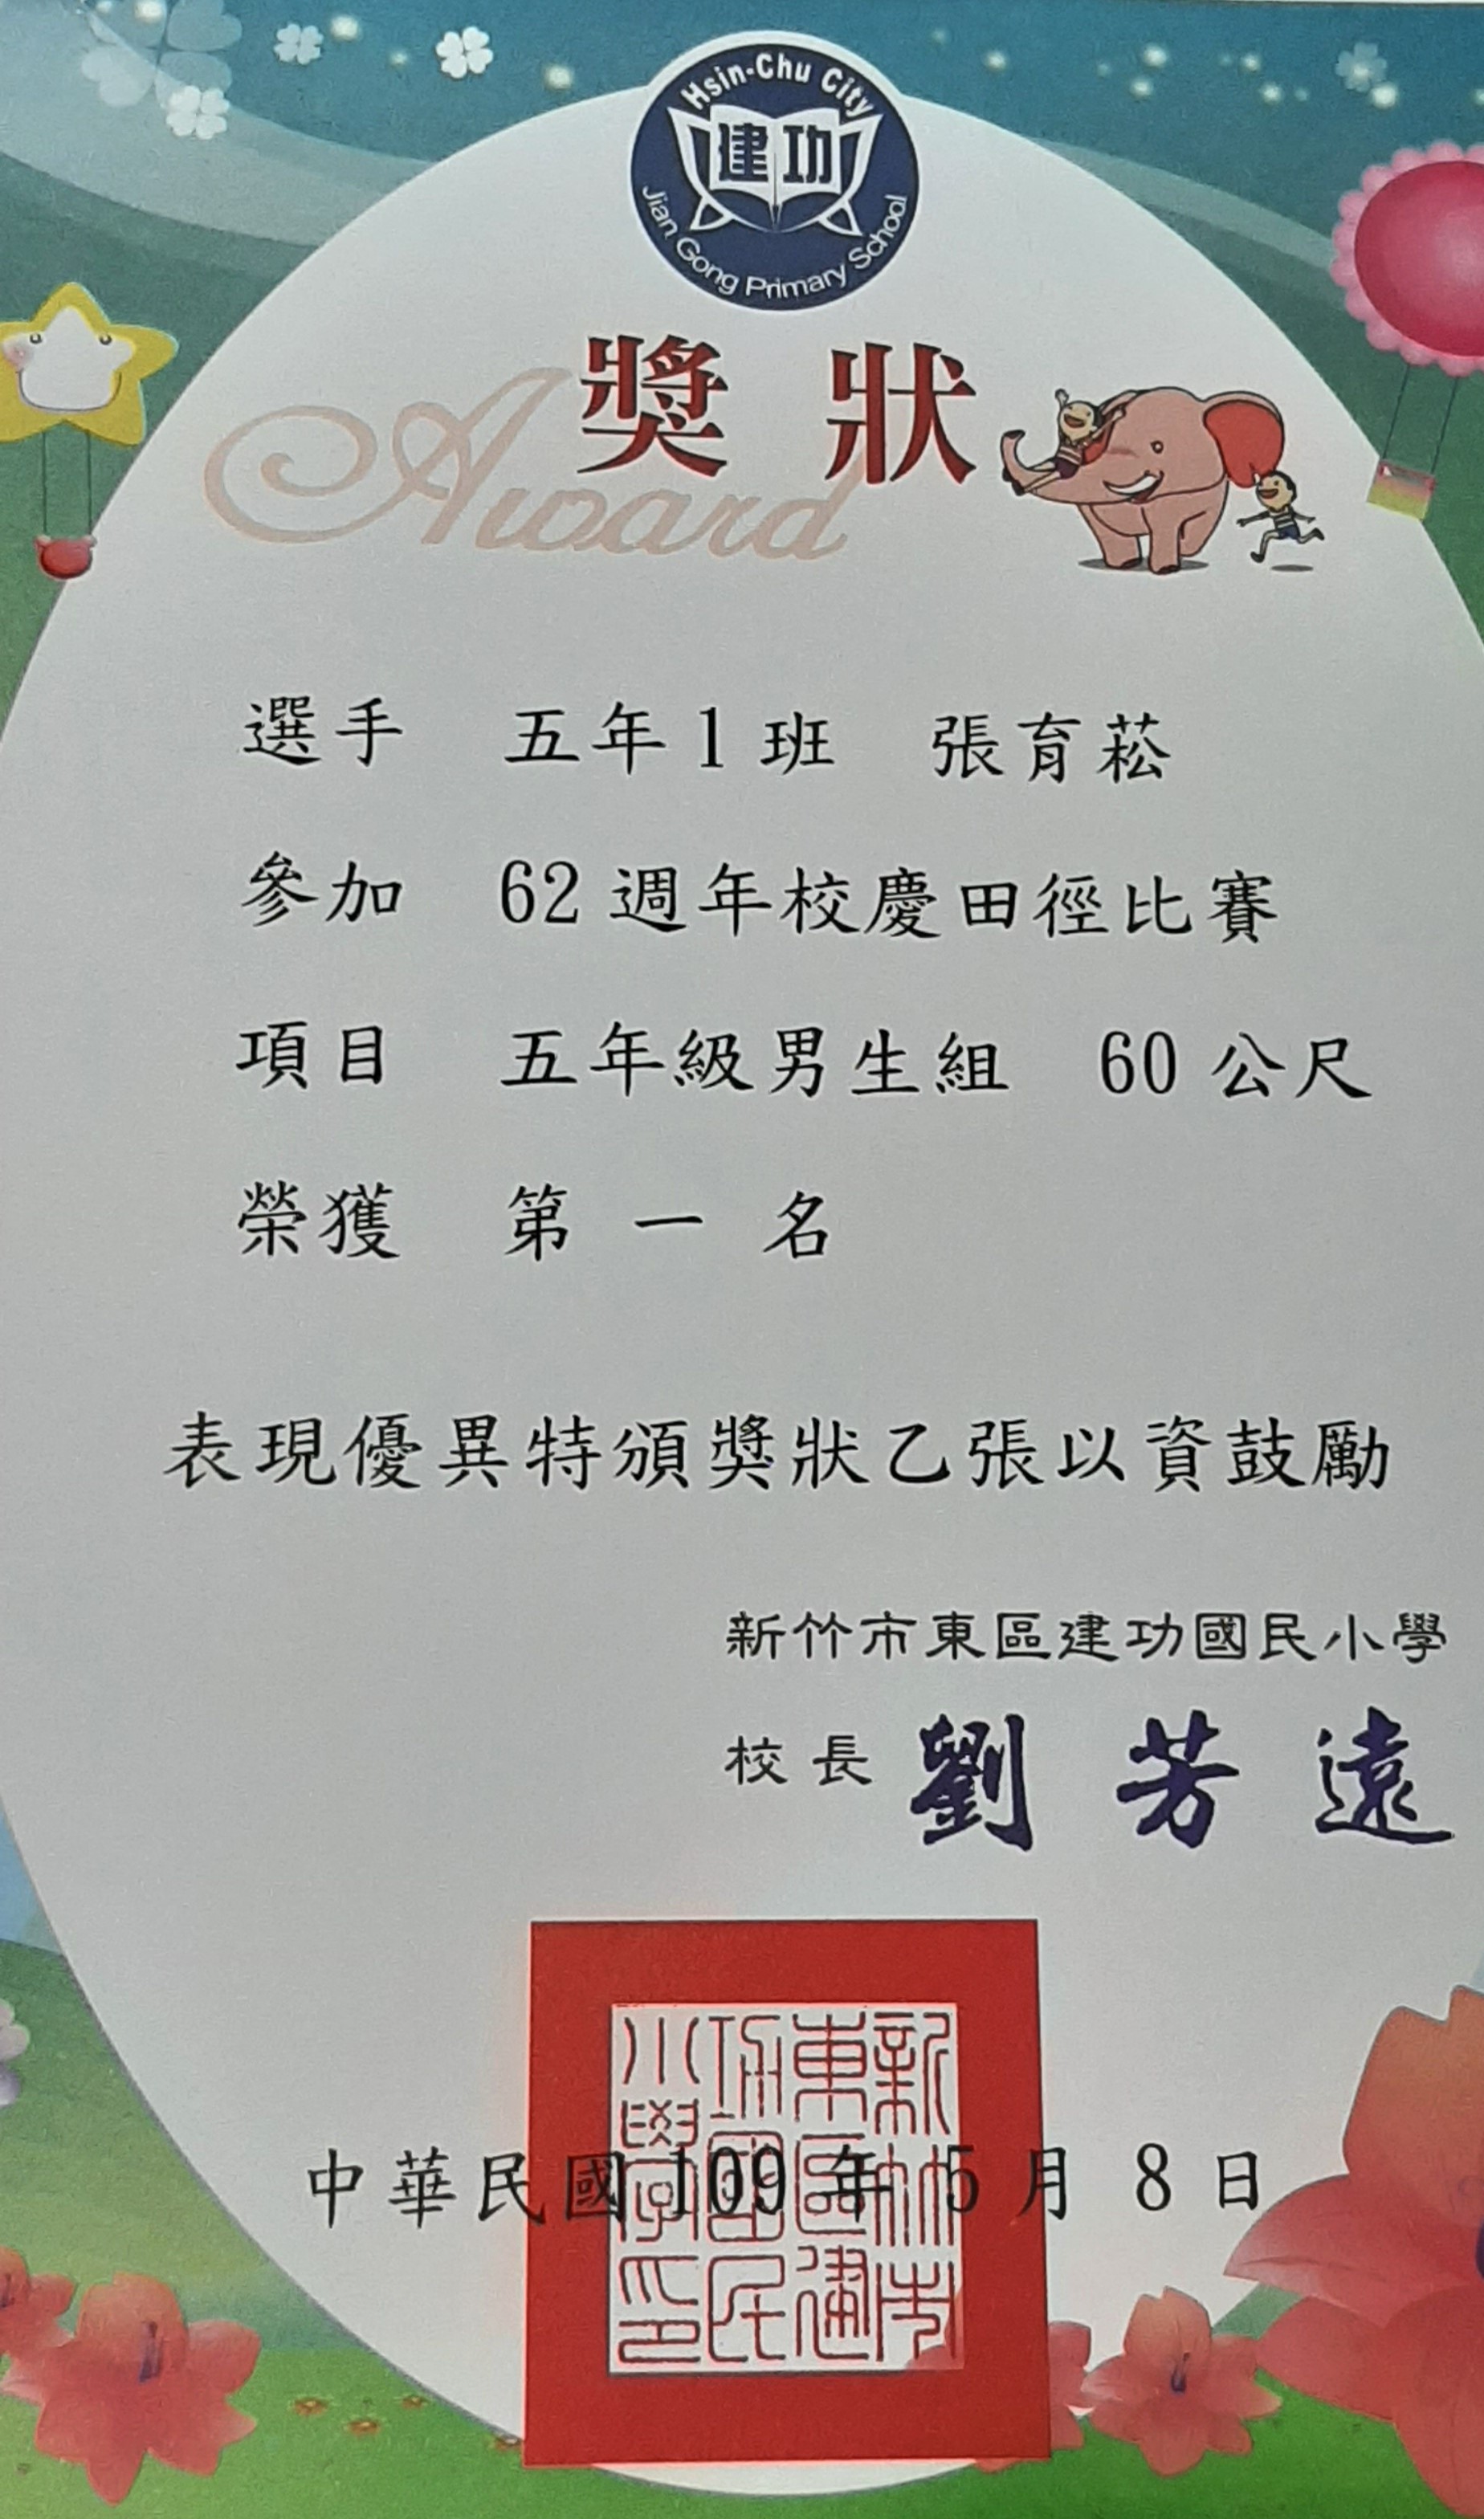 Hsin-Chu City
建功
Jian Gong Primary School
獎狀
Award
選手 五年1班 張育菘
參加 62週年校慶田徑比賽
項目 五年級男生組 60公尺
榮獲 第一名
表現優異特頒獎狀乙張以資鼓勵
新竹市東區建功國民小學
校長 劉芳遠
新竹市
東區建
功國民
小學印
中華民國109年5月8日